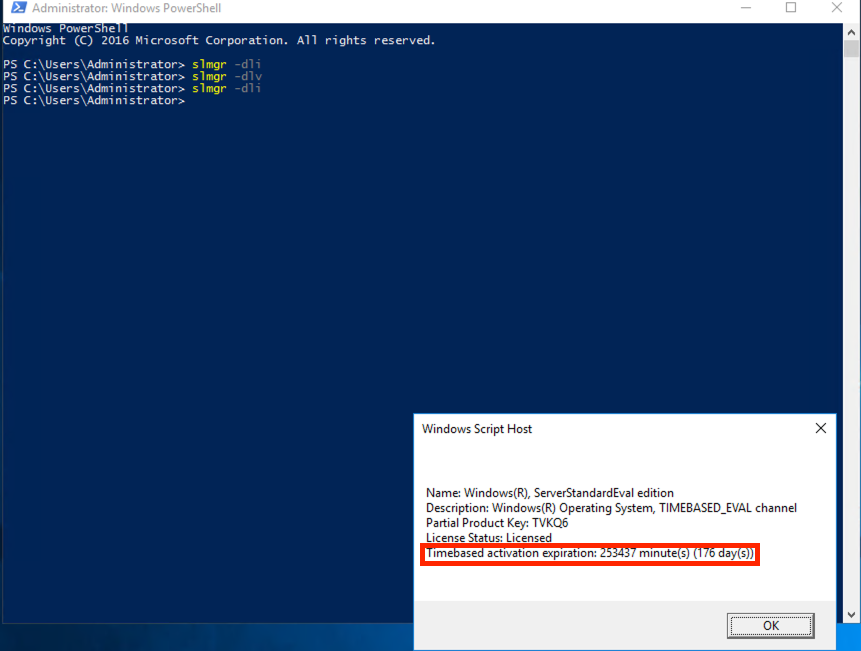 Administrator: Windows PowerShell
Windows PowerShell
Copyright (C) 2016 Microsoft Corporation. All rights reserved.
PS C:\Users\Administrator> slmgr -dli
PS C:\Users\Administrator> slmgr -dlv
PS C:\Users\Administrator> slmgr -dli
PS C:\Users\Administrator>
Windows Script Host
Name: Windows(R), ServerStandardEval edition
Description: Windows(R) Operating System, TIMEBASED_EVAL channel
Partial Product Key: TVKQ6
License Status: Licensed
Timebased activation expiration: 253437 minute(s) (176 day(s))
OK